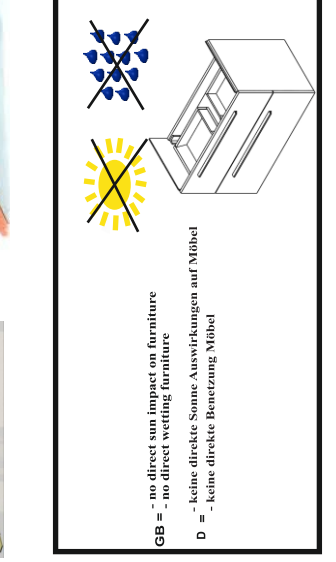 GB = - no direct sun impact on furniture
- no direct wetting furniture
D = - keine direkte Sonne Auswirkungen auf Möbel
- keine direkte Benetzung Möbel